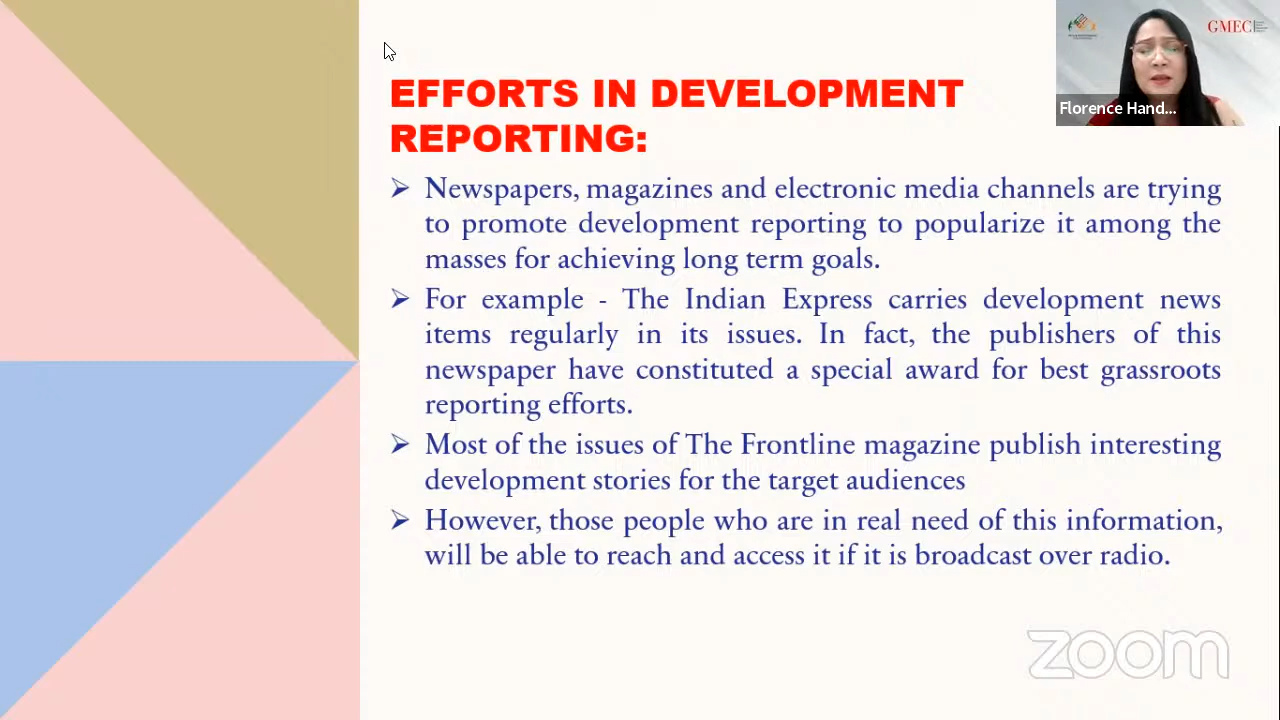 EFFORTS IN DEVELOPMENT
REPORTING:
➢ Newspapers, magazines and electronic media channels are trying
to promote development reporting to popularize it among the
masses for achieving long term goals.
➢ For example - The Indian Express carries development news
items regularly in its issues. In fact, the publishers of this
newspaper have constituted a special award for best grassroots
reporting efforts.
➢ Most of the issues of The Frontline magazine publish interesting
development stories for the target audiences
➢ However, those people who are in real need of this information,
will be able to reach and access it if it is broadcast over radio.
GMEC
Florence Hand...
zoom